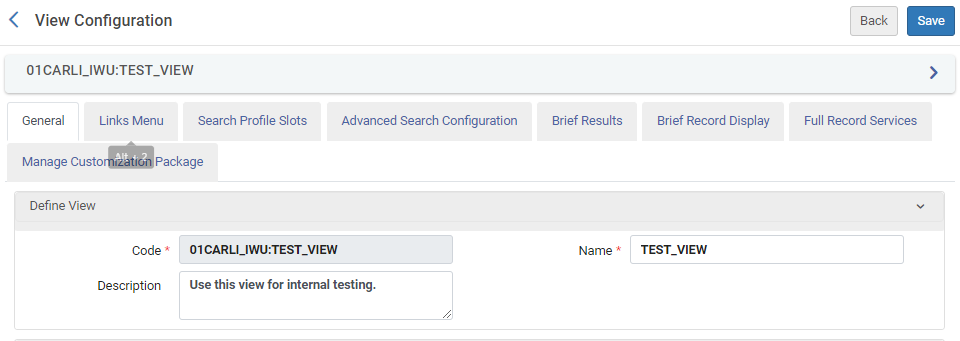 View Configuration Back Save
01CARLI_IWU:TEST_VIEW
General Links Menu Search Profile Slots Advanced Search Configuration Brief Results Brief Record Display Full Record Services
Alt + 2
Manage Customization Package
Define View
Code * 01CARLI_IWU:TEST_VIEW Name * TEST_VIEW
Description Use this view for internal testing.